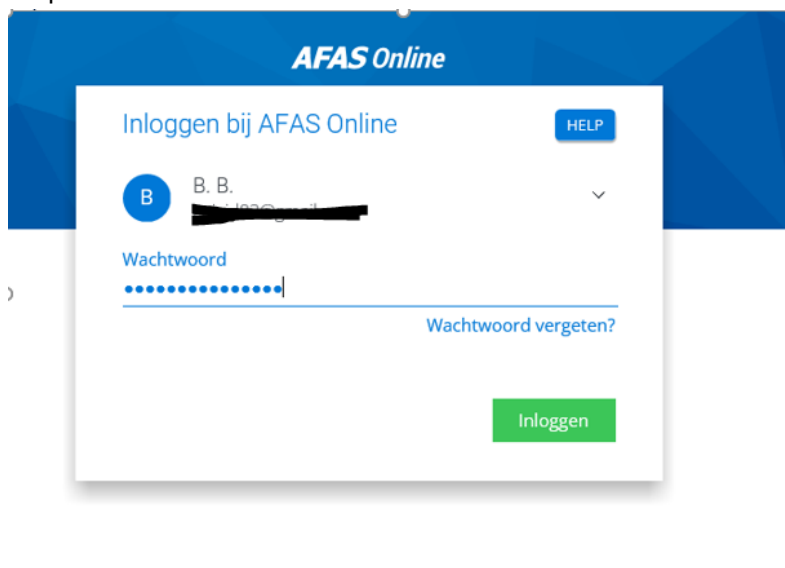 AFAS Online
Inloggen bij AFAS Online
HELP
B
B. B.
Wachtwoord
Wachtwoord vergeten?
Inloggen